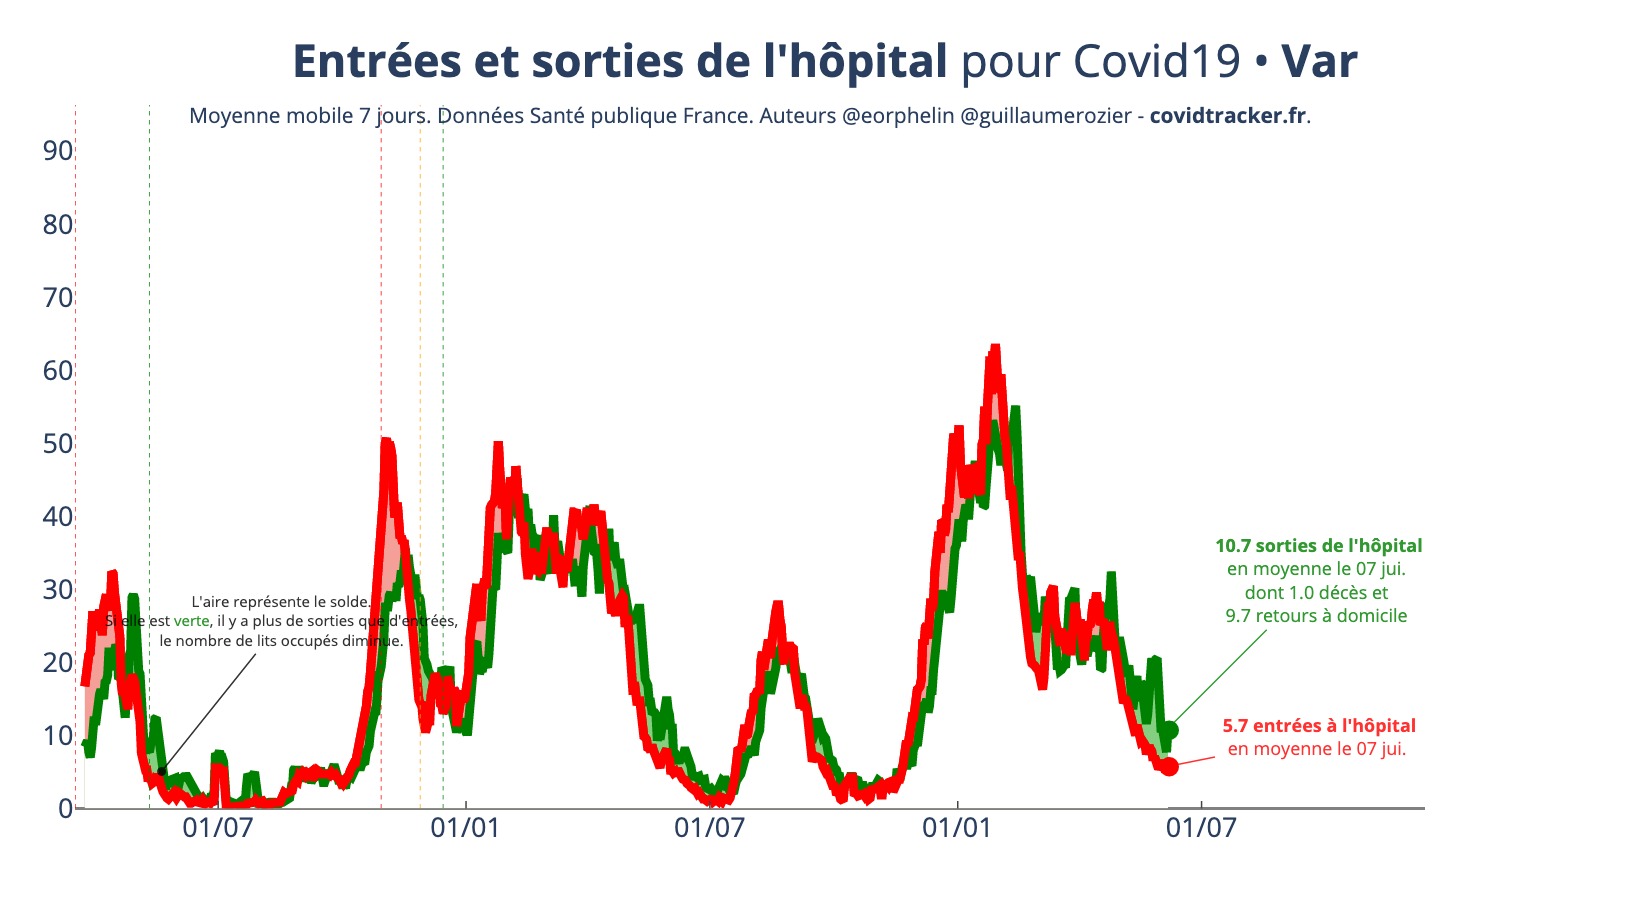 Entrées et sorties de l'hôpital pour Covid19 • Var
Moyenne mobile 7 jours. Données Santé publique France. Auteurs @eorphelin @guillaumerozier - covidtracker.fr.
90
80
70
60
50
40
30
20
10
0
L'aire représente le solde.
Si elle est verte, il y a plus de sorties que d'entrées,
le nombre de lits occupés diminue.
10.7 sorties de l'hôpital
en moyenne le 07 jui.
dont 1.0 décès et
9.7 retours à domicile
5.7 entrées à l'hôpital
en moyenne le 07 jui.
01/07
01/01
01/07
01/01
01/07